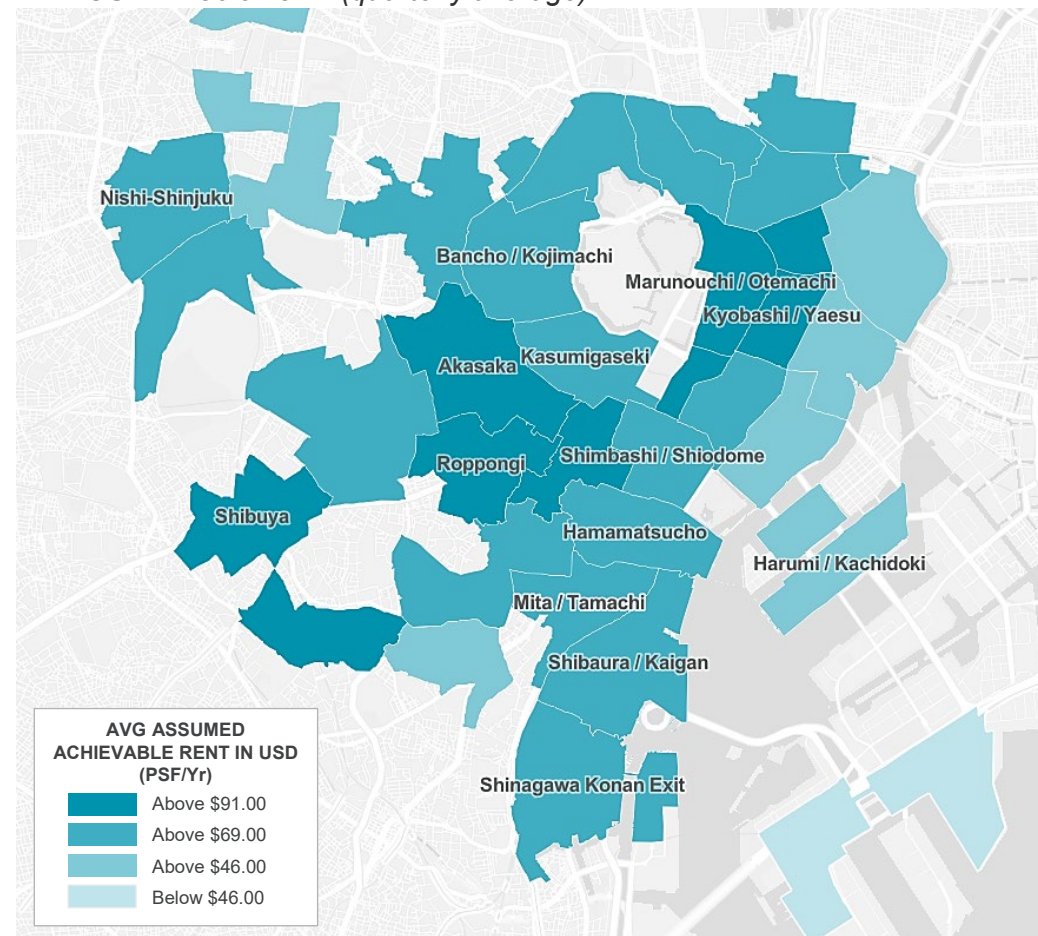 (quarterly average)
Nishi-Shinjuku
Bancho / Kojimachi
Marunouchi / Otemachi
Kyobashi / Yaesu
Kasumigaseki
Akasaka
Shimbashi / Shiodome
Roppongi
Shibuya
Hamamatsucho
Harumi / Kachidoki
Mita / Tamachi
Shibaura / Kaigan
Shinagawa Konan Exit
AVG ASSUMED
ACHIEVABLE RENT IN USD
(PSF/Yr)
Above $91.00
Above $69.00
Above $46.00
Below $46.00